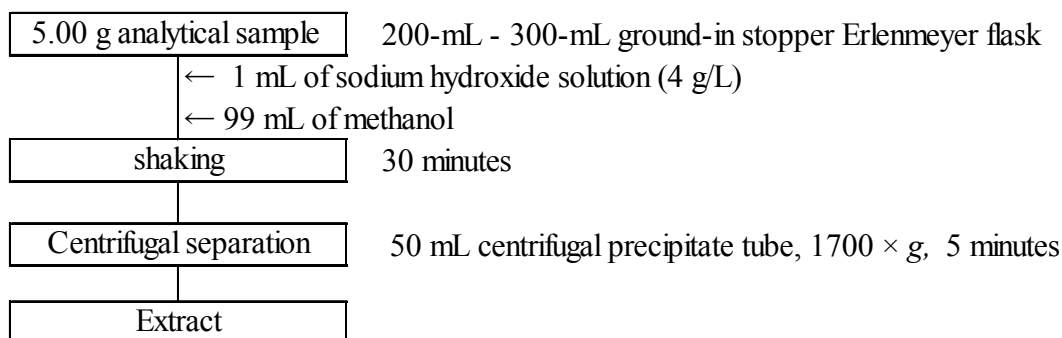 5.00 g analytical sample 200-mL - 300-mL ground-in stopper Erlenmeyer flask
← 1 mL of sodium hydroxide solution (4 g/L)
← 99 mL of methanol
shaking 30 minutes
Centrifugal separation 50 mL centrifugal precipitate tube, 1700 × g, 5 minutes
Extract